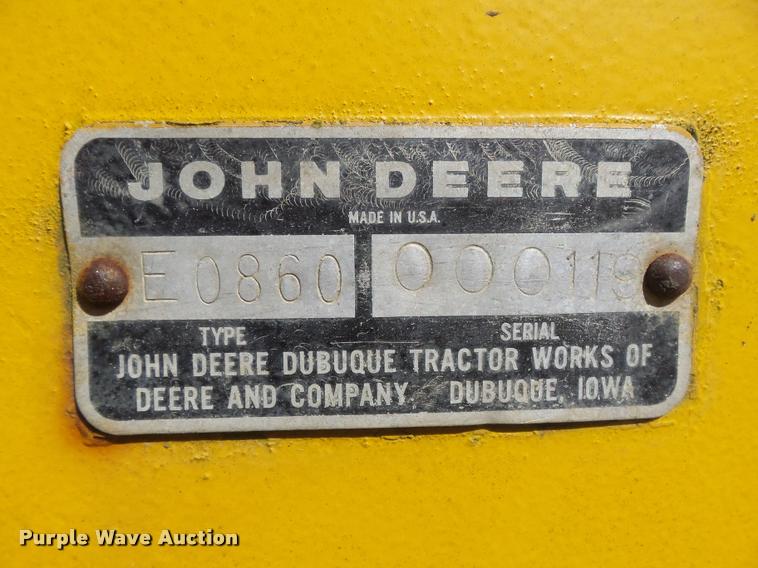 JOHN DEERE
MADE IN U.S.A.
E0860 000119
TYPE SERIAL
JOHN DEERE DUBUQUE TRACTOR WORKS OF
DEERE AND COMPANY. DUBUQUE, IOWA
Purple Wave Auction